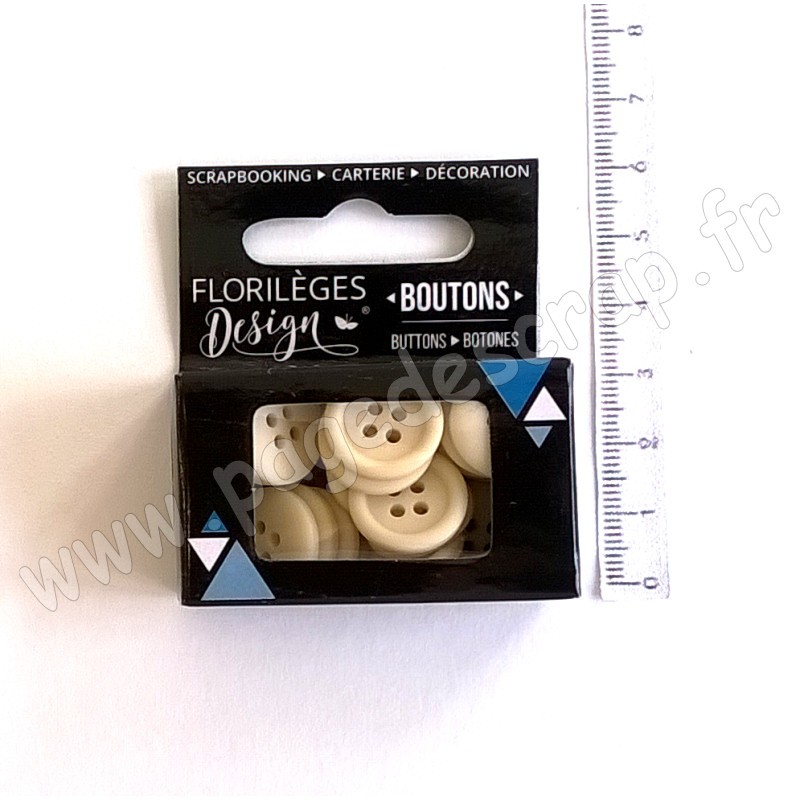 SCRAPBOOKING ▸ CARTERIE ▸ DÉCORATION
FLORILÈGES
Design ®
◂ BOUTONS ▸
BUTTONS ▸ BOTONES
8
7
6
5
4
3
2
1
0
www.pagedescrap.fr